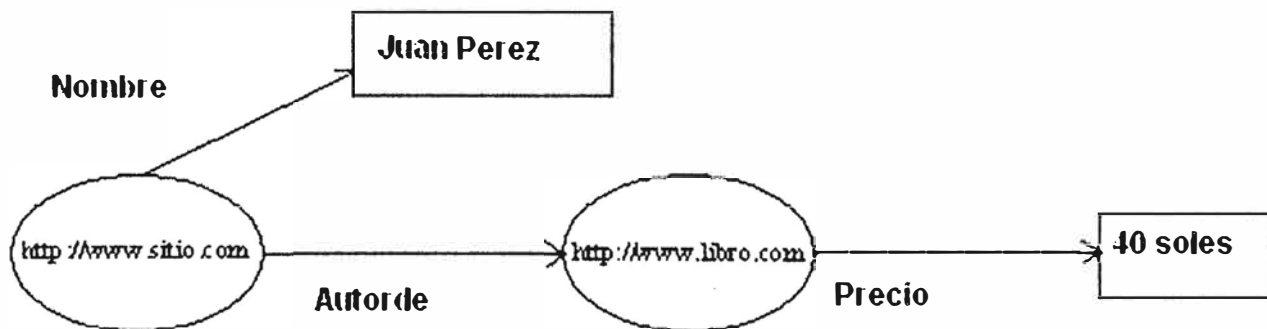 Juan Perez
Nombre
http://www.sitio.com
http://www.libro.com
40 soles
Autorde
Precio